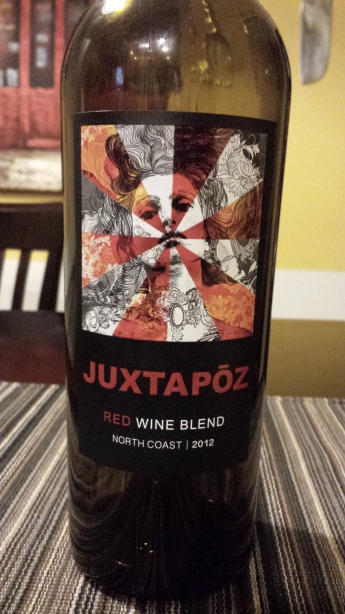 JUXTAPŌZ
RED WINE BLEND
NORTH COAST | 2012